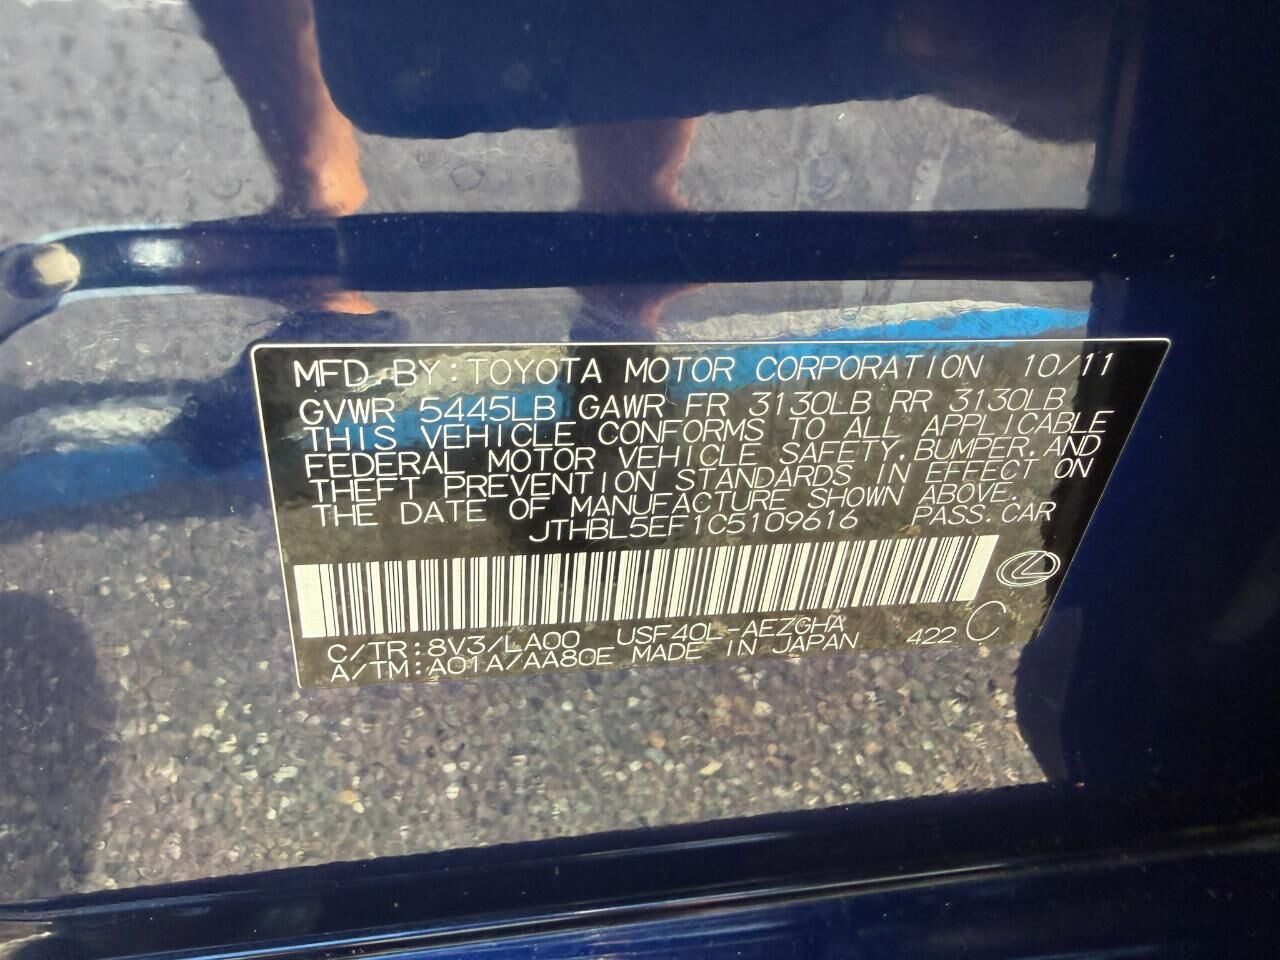 MFD.BY:TOYOTA MOTOR CORPORATION 10/11
GVWR 5445LB GAWR FR 3130LB RR 3130LB
THIS VEHICLE CONFORMS TO ALL APPLICABLE
FEDERAL MOTOR VEHICLE SAFETY,BUMPER,AND
THEFT PREVENTION STANDARDS IN EFFECT ON
THE DATE OF MANUFACTURE SHOWN ABOVE.
JTHBL5EF1C5109616 PASS.CAR
C/TR:8V3/LA00 USF40L-AEZGHA 422 C
A/TM:A01A/AA80E MADE IN JAPAN